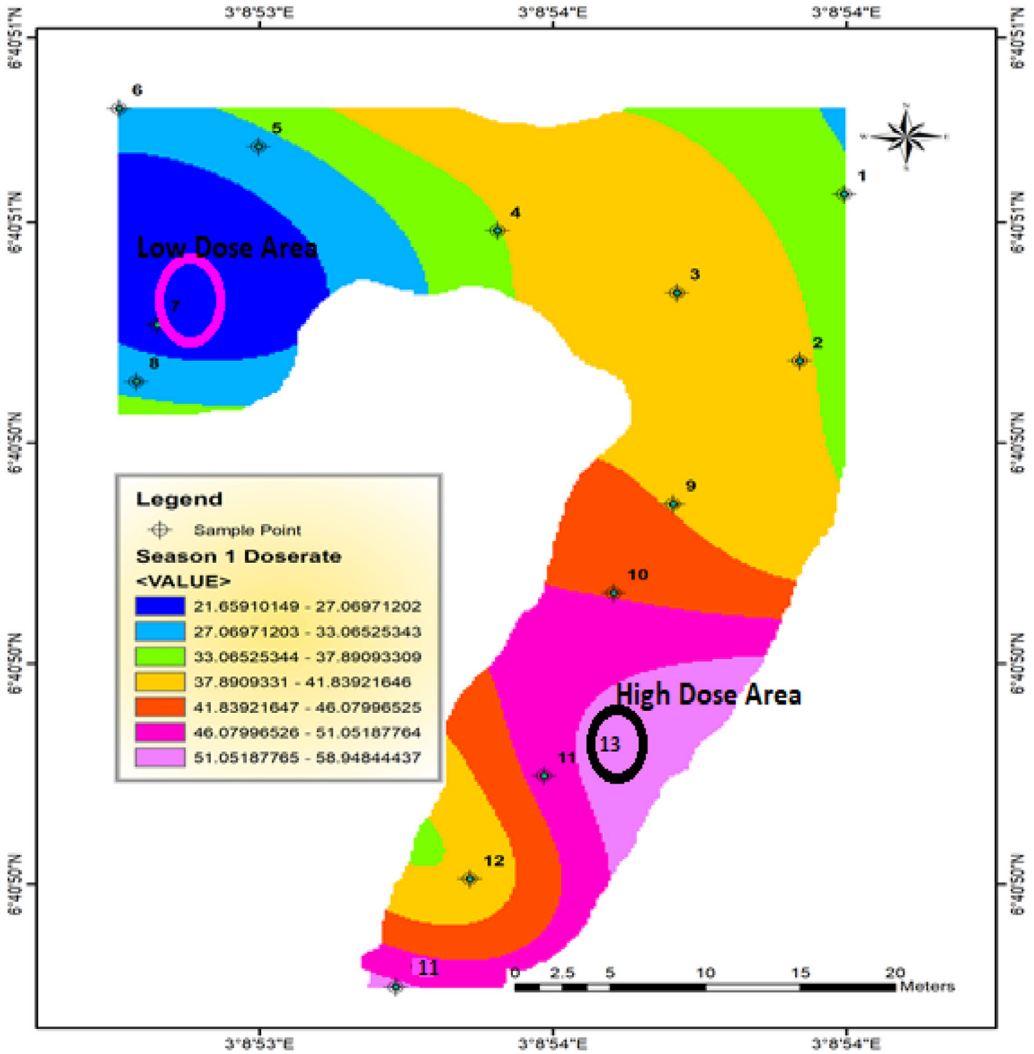 3°8'53"E 3°8'54"E 3°8'54"E
6°40'51"N 6°40'51"N
6
5
1
4
6°40'51"N 6°40'51"N
Low Dose Area
3
7
2
8
6°40'50"N 6°40'50"N
9
Legend
Sample Point
Season 1 Doserate
<VALUE>
21.65910149 - 27.06971202
27.06971203 - 33.06525343
33.06525344 - 37.89093309
37.8909331 - 41.83921646
41.83921647 - 46.07996525
46.07996526 - 51.05187764
51.05187765 - 58.94844437
10
6°40'50"N 6°40'50"N
High Dose Area
13
11
12
6°40'50"N 6°40'50"N
11
0 2.5 5 10 15 20
Meters
3°8'53"E 3°8'54"E 3°8'54"E